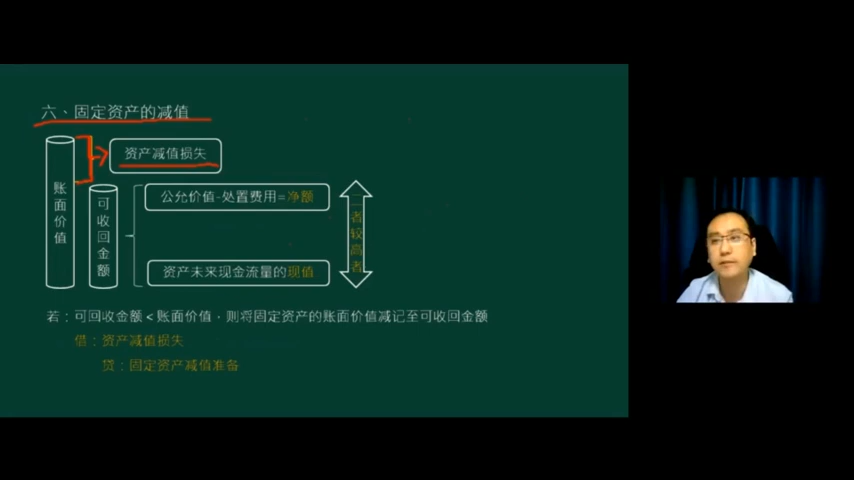 六、固定资产的减值
资产减值损失
账面价值
可收回金额
公允价值-处置费用=净额
二者较高者
资产未来现金流量的现值
若：可回收金额＜账面价值，则将固定资产的账面价值减记至可收回金额
借：资产减值损失
贷：固定资产减值准备